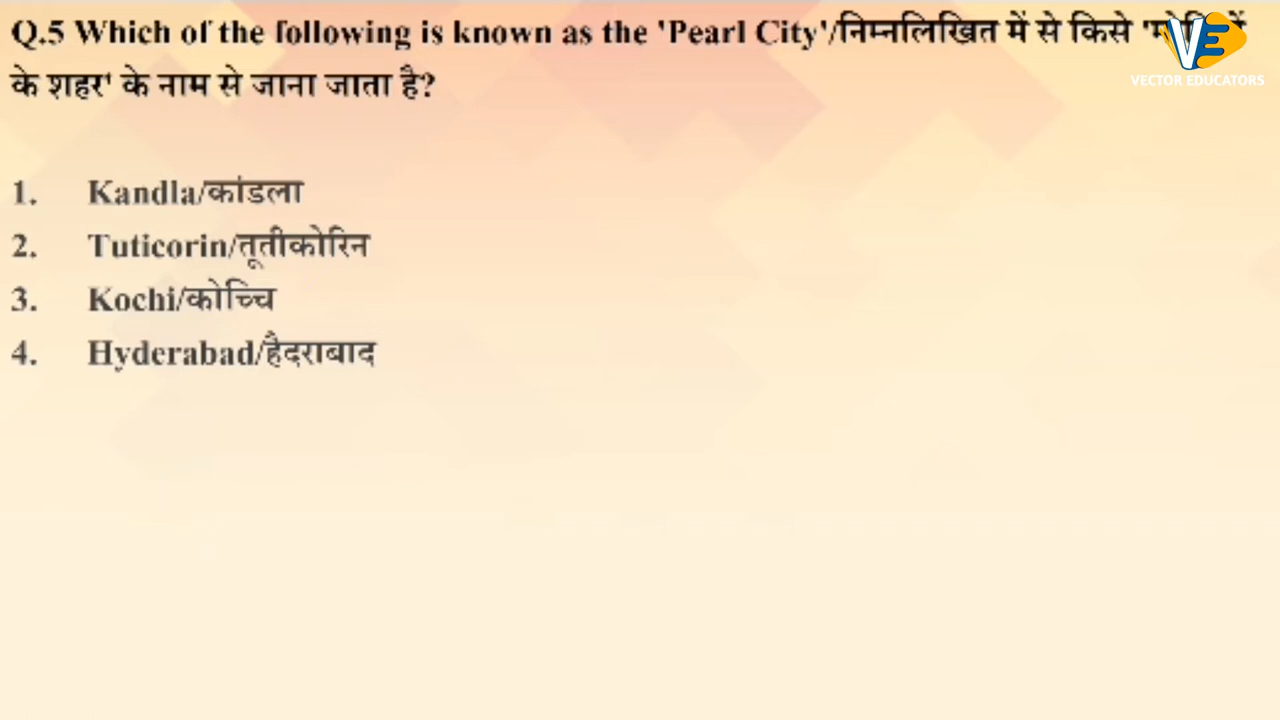 Q.5 Which of the following is known as the 'Pearl City'/निम्नलिखित में से किसे
VECTOR EDUCATORS
के शहर' के नाम से जाना जाता है?
1. Kandla/कांडला
2. Tuticorin/तूतीकोरिन
3. Kochi/कोच्चि
4. Hyderabad/हैदराबाद